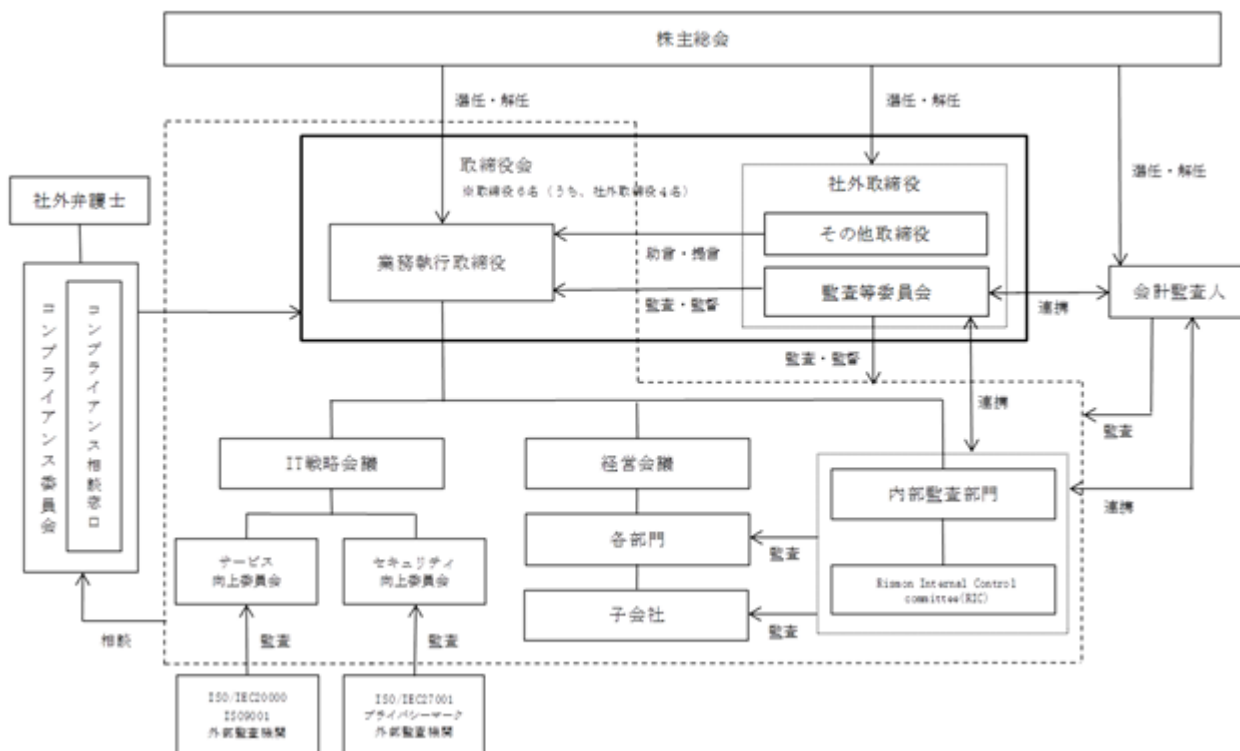 株主総会
選任・解任
選任・解任
選任・解任
取締役会
※取締役6名（うち、社外取締役4名）
社外取締役
その他取締役
業務執行取締役
助言・提言
監査等委員会
監査・監督
連携
会計監査人
社外弁護士
コンプライアンス委員会
コンプライアンス相談窓口
監査・監督
連携
監査
連携
IT戦略会議
経営会議
内部監査部門
サービス
向上委員会
セキュリティ
向上委員会
各部門
監査
Rismon Internal Control
committee(RIC)
子会社
監査
相談
監査
監査
ISO/IEC20000
ISO9001
外部監査機関
ISO/IEC27001
プライバシーマーク
外部監査機関